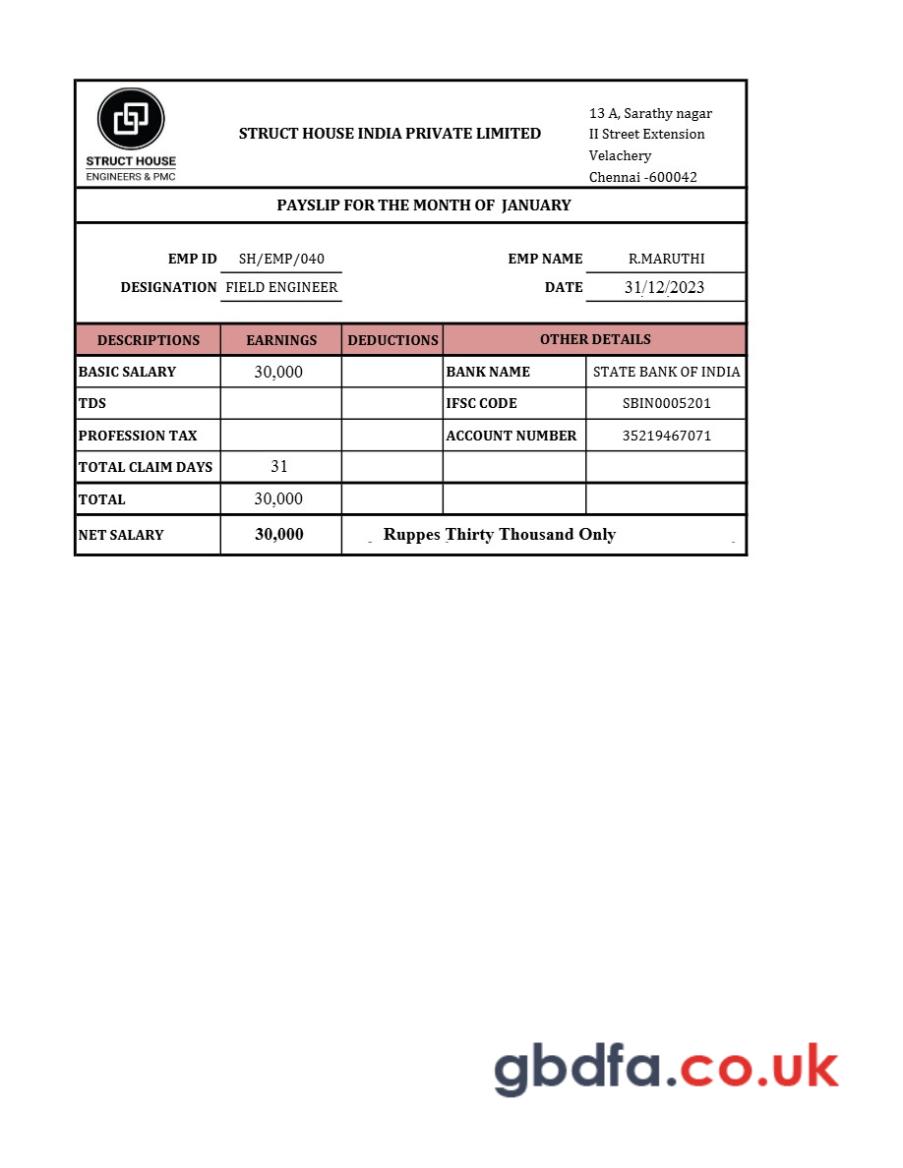 STRUCT HOUSE
ENGINEERS & PMC
STRUCT HOUSE INDIA PRIVATE LIMITED
13 A, Sarathy nagar
II Street Extension
Velachery
Chennai -600042
PAYSLIP FOR THE MONTH OF JANUARY
EMP ID SH/EMP/040 EMP NAME R.MARUTHI
DESIGNATION FIELD ENGINEER DATE 31/12/2023
DESCRIPTIONS EARNINGS DEDUCTIONS OTHER DETAILS
BASIC SALARY 30,000 BANK NAME STATE BANK OF INDIA
TDS IFSC CODE SBIN0005201
PROFESSION TAX ACCOUNT NUMBER 35219467071
TOTAL CLAIM DAYS 31
TOTAL 30,000
NET SALARY 30,000 Ruppes Thirty Thousand Only
gbdfa.co.uk